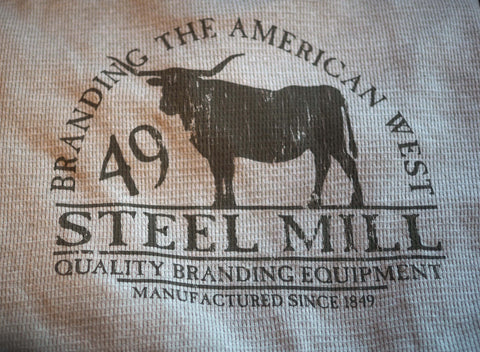 BRANDING THE AMERICAN WEST
49
STEEL MILL
QUALITY BRANDING EQUIPMENT
MANUFACTURED SINCE 1849